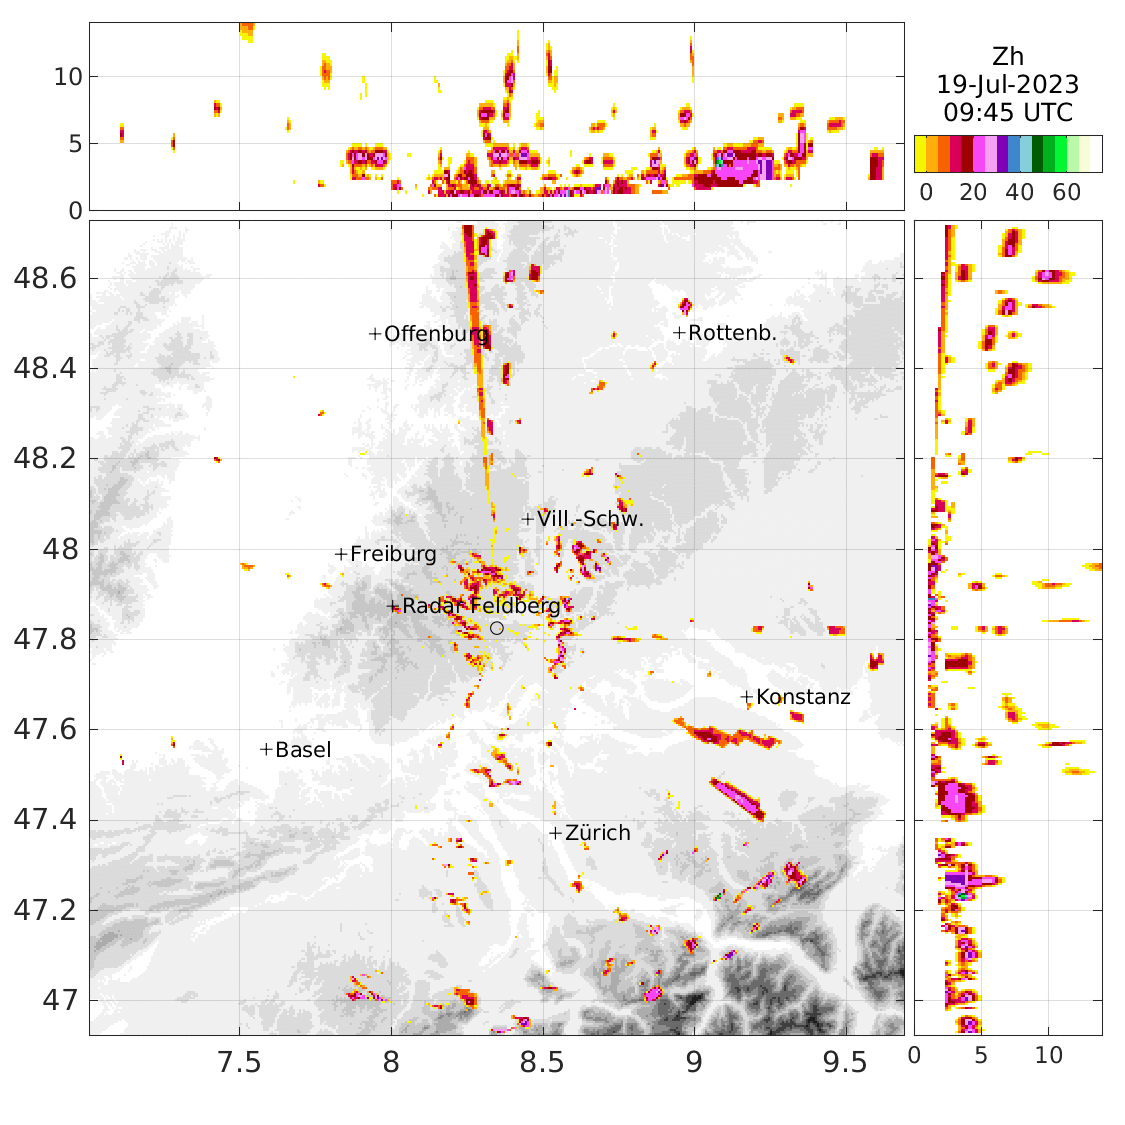 10
5
0
Zh
19-Jul-2023
09:45 UTC
0 20 40 60
48.6
48.4
48.2
48
47.8
47.6
47.4
47.2
47
+Offenburg
+Rottenb.
+Vill.-Schw.
+Freiburg
+Radar Feldberg
+Konstanz
+Basel
+Zürich
7.5 8 8.5 9 9.5
0 5 10